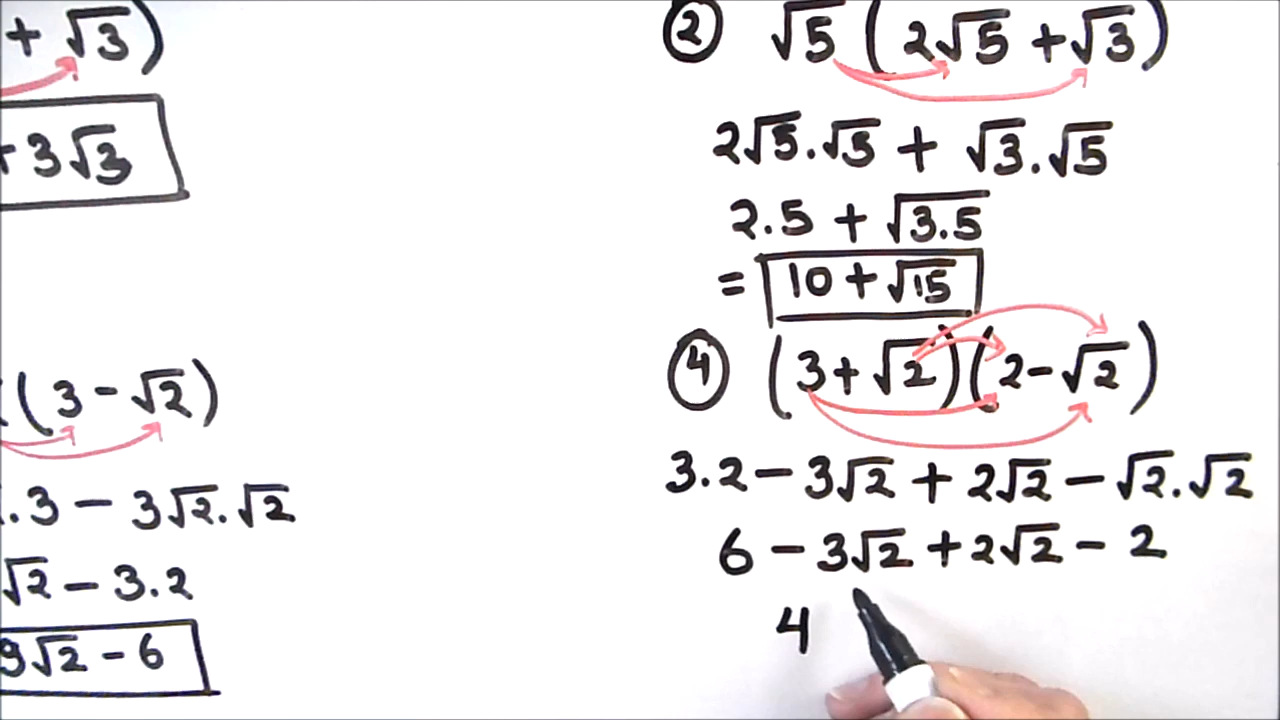 + √3)
+ 3√3
② √5 ( 2√5 + √3 )
2√5.√5 + √3.√5
2.5 + √3.5
= 10 + √15
(3 - √2)
.3 - 3√2.√2
√2 - 3.2
9√2 - 6
④ (3 + √2)(2 - √2)
3.2 - 3√2 + 2√2 - √2.√2
6 - 3√2 + 2√2 - 2
4